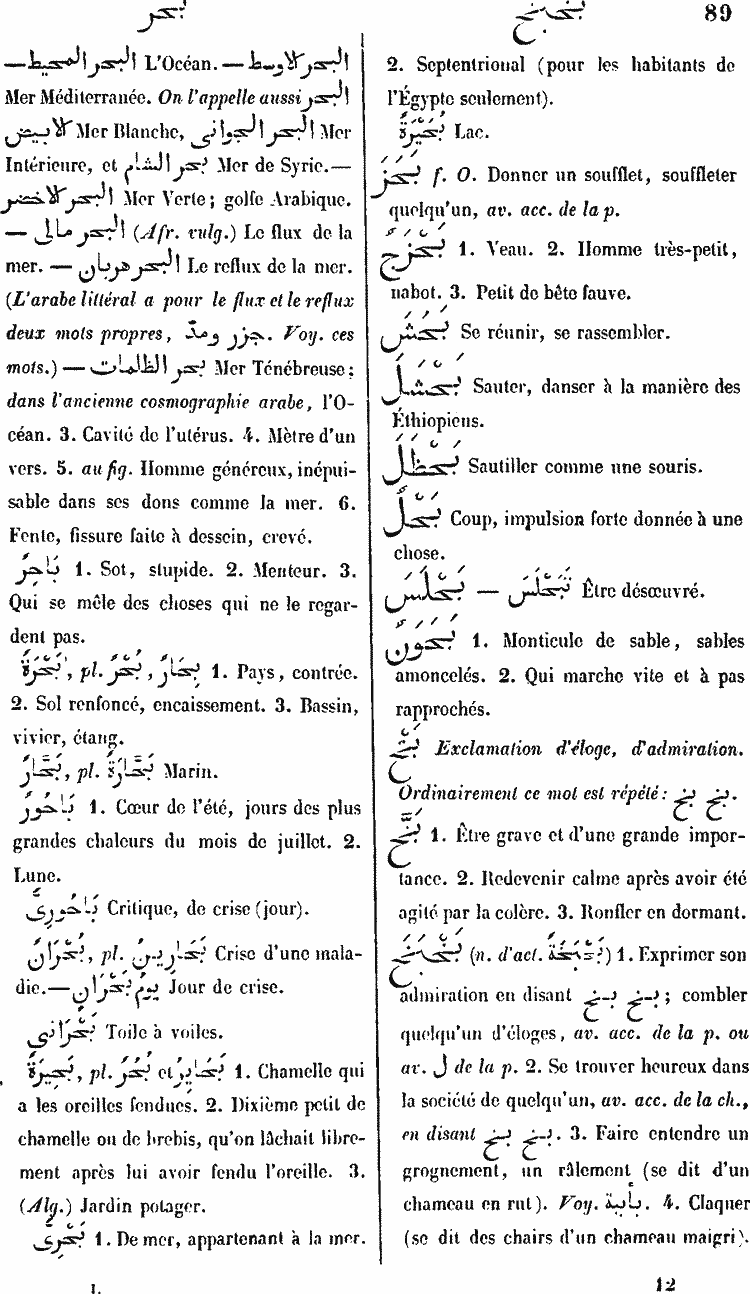 بحر
بخبخ
89
البحر المحيط— L'Océan. — البحر الاوسط—
Mer Méditerranée. On l'appelle aussi البحر
الابيض Mer Blanche, البحر الجواني Mer
Intérieure, et بحر الشام Mer de Syrie.—
البحر الاخضر Mer Verte; golfe Arabique.
— البحر مالي (Afr. vulg.) Le flux de la
mer. — البحر هربان Le reflux de la mer.
(L'arabe littéral a pour le flux et le reflux
deux mots propres, جزر ومدّ. Voy. ces
mots.) — بحر الظلمات Mer Ténébreuse;
dans l'ancienne cosmographie arabe, l'O-
céan. 3. Cavité de l'utérus. 4. Mètre d'un
vers. 5. au fig. Homme généreux, inépui-
sable dans ses dons comme la mer. 6.
Fente, fissure faite à dessein, crevé.
بَاحِرٌ 1. Sot, stupide. 2. Menteur. 3.
Qui se mêle des choses qui ne le regar-
dent pas.
بَحْرَةٌ, pl. بَحَرٌ, بِحَارٌ 1. Pays, contrée.
2. Sol renfoncé, encaissement. 3. Bassin,
vivier, étang.
بَحَّارٌ, pl. بَحَّارَةٌ Marin.
بَاحُورٌ 1. Cœur de l'été, jours des plus
grandes chaleurs du mois de juillet. 2.
Lune.
بَاحُورِيٌّ Critique, de crise (jour).
بُحْرَانٌ, pl. بَحَارِينُ Crise d'une mala-
die.— يَوْمُ بُحْرَانٍ Jour de crise.
بَحْرَانِي Toile à voiles.
بَحِيرَةٌ, pl. بُحُرٌ et بَحَايِرُ 1. Chamelle qui
a les oreilles fendues. 2. Dixième petit de
chamelle ou de brebis, qu'on lâchait libre-
ment après lui avoir fendu l'oreille. 3.
(Alg.) Jardin potager.
بَحْرِيٌّ 1. De mer, appartenant à la mer.
2. Septentrional (pour les habitants de
l'Égypte seulement).
بُحَيْرَةٌ Lac.
بَحَزَ f. O. Donner un soufflet, souffleter
quelqu'un, av. acc. de la p.
بَحْزَجٌ 1. Veau. 2. Homme très-petit,
nabot. 3. Petit de bête fauve.
بَحَشَ Se réunir, se rassembler.
بَحْشَلَ Sauter, danser à la manière des
Éthiopiens.
بَحْظَلَ Sautiller comme une souris.
بَحْلٌ Coup, impulsion forte donnée à une
chose.
بَحْلَسَ — تَبَحْلَسَ Être désœuvré.
بَحْوَنٌ 1. Monticule de sable, sables
amoncelés. 2. Qui marche vite et à pas
rapprochés.
بَخْ Exclamation d'éloge, d'admiration.
Ordinairement ce mot est répété: بخ بخ.
بَخَّ 1. Être grave et d'une grande impor-
tance. 2. Redevenir calme après avoir été
agité par la colère. 3. Ronfler en dormant.
بَخْبَخَ (n. d'act. بَخْبَخَةٌ) 1. Exprimer son
admiration en disant بخ بخ; combler
quelqu'un d'éloges, av. acc. de la p. ou
av. ل de la p. 2. Se trouver heureux dans
la société de quelqu'un, av. acc. de la ch.,
en disant بخ بخ. 3. Faire entendre un
grognement, un râlement (se dit d'un
chameau en rut). Voy. بأببة. 4. Claquer
(se dit des chairs d'un chameau maigri).
I.
12